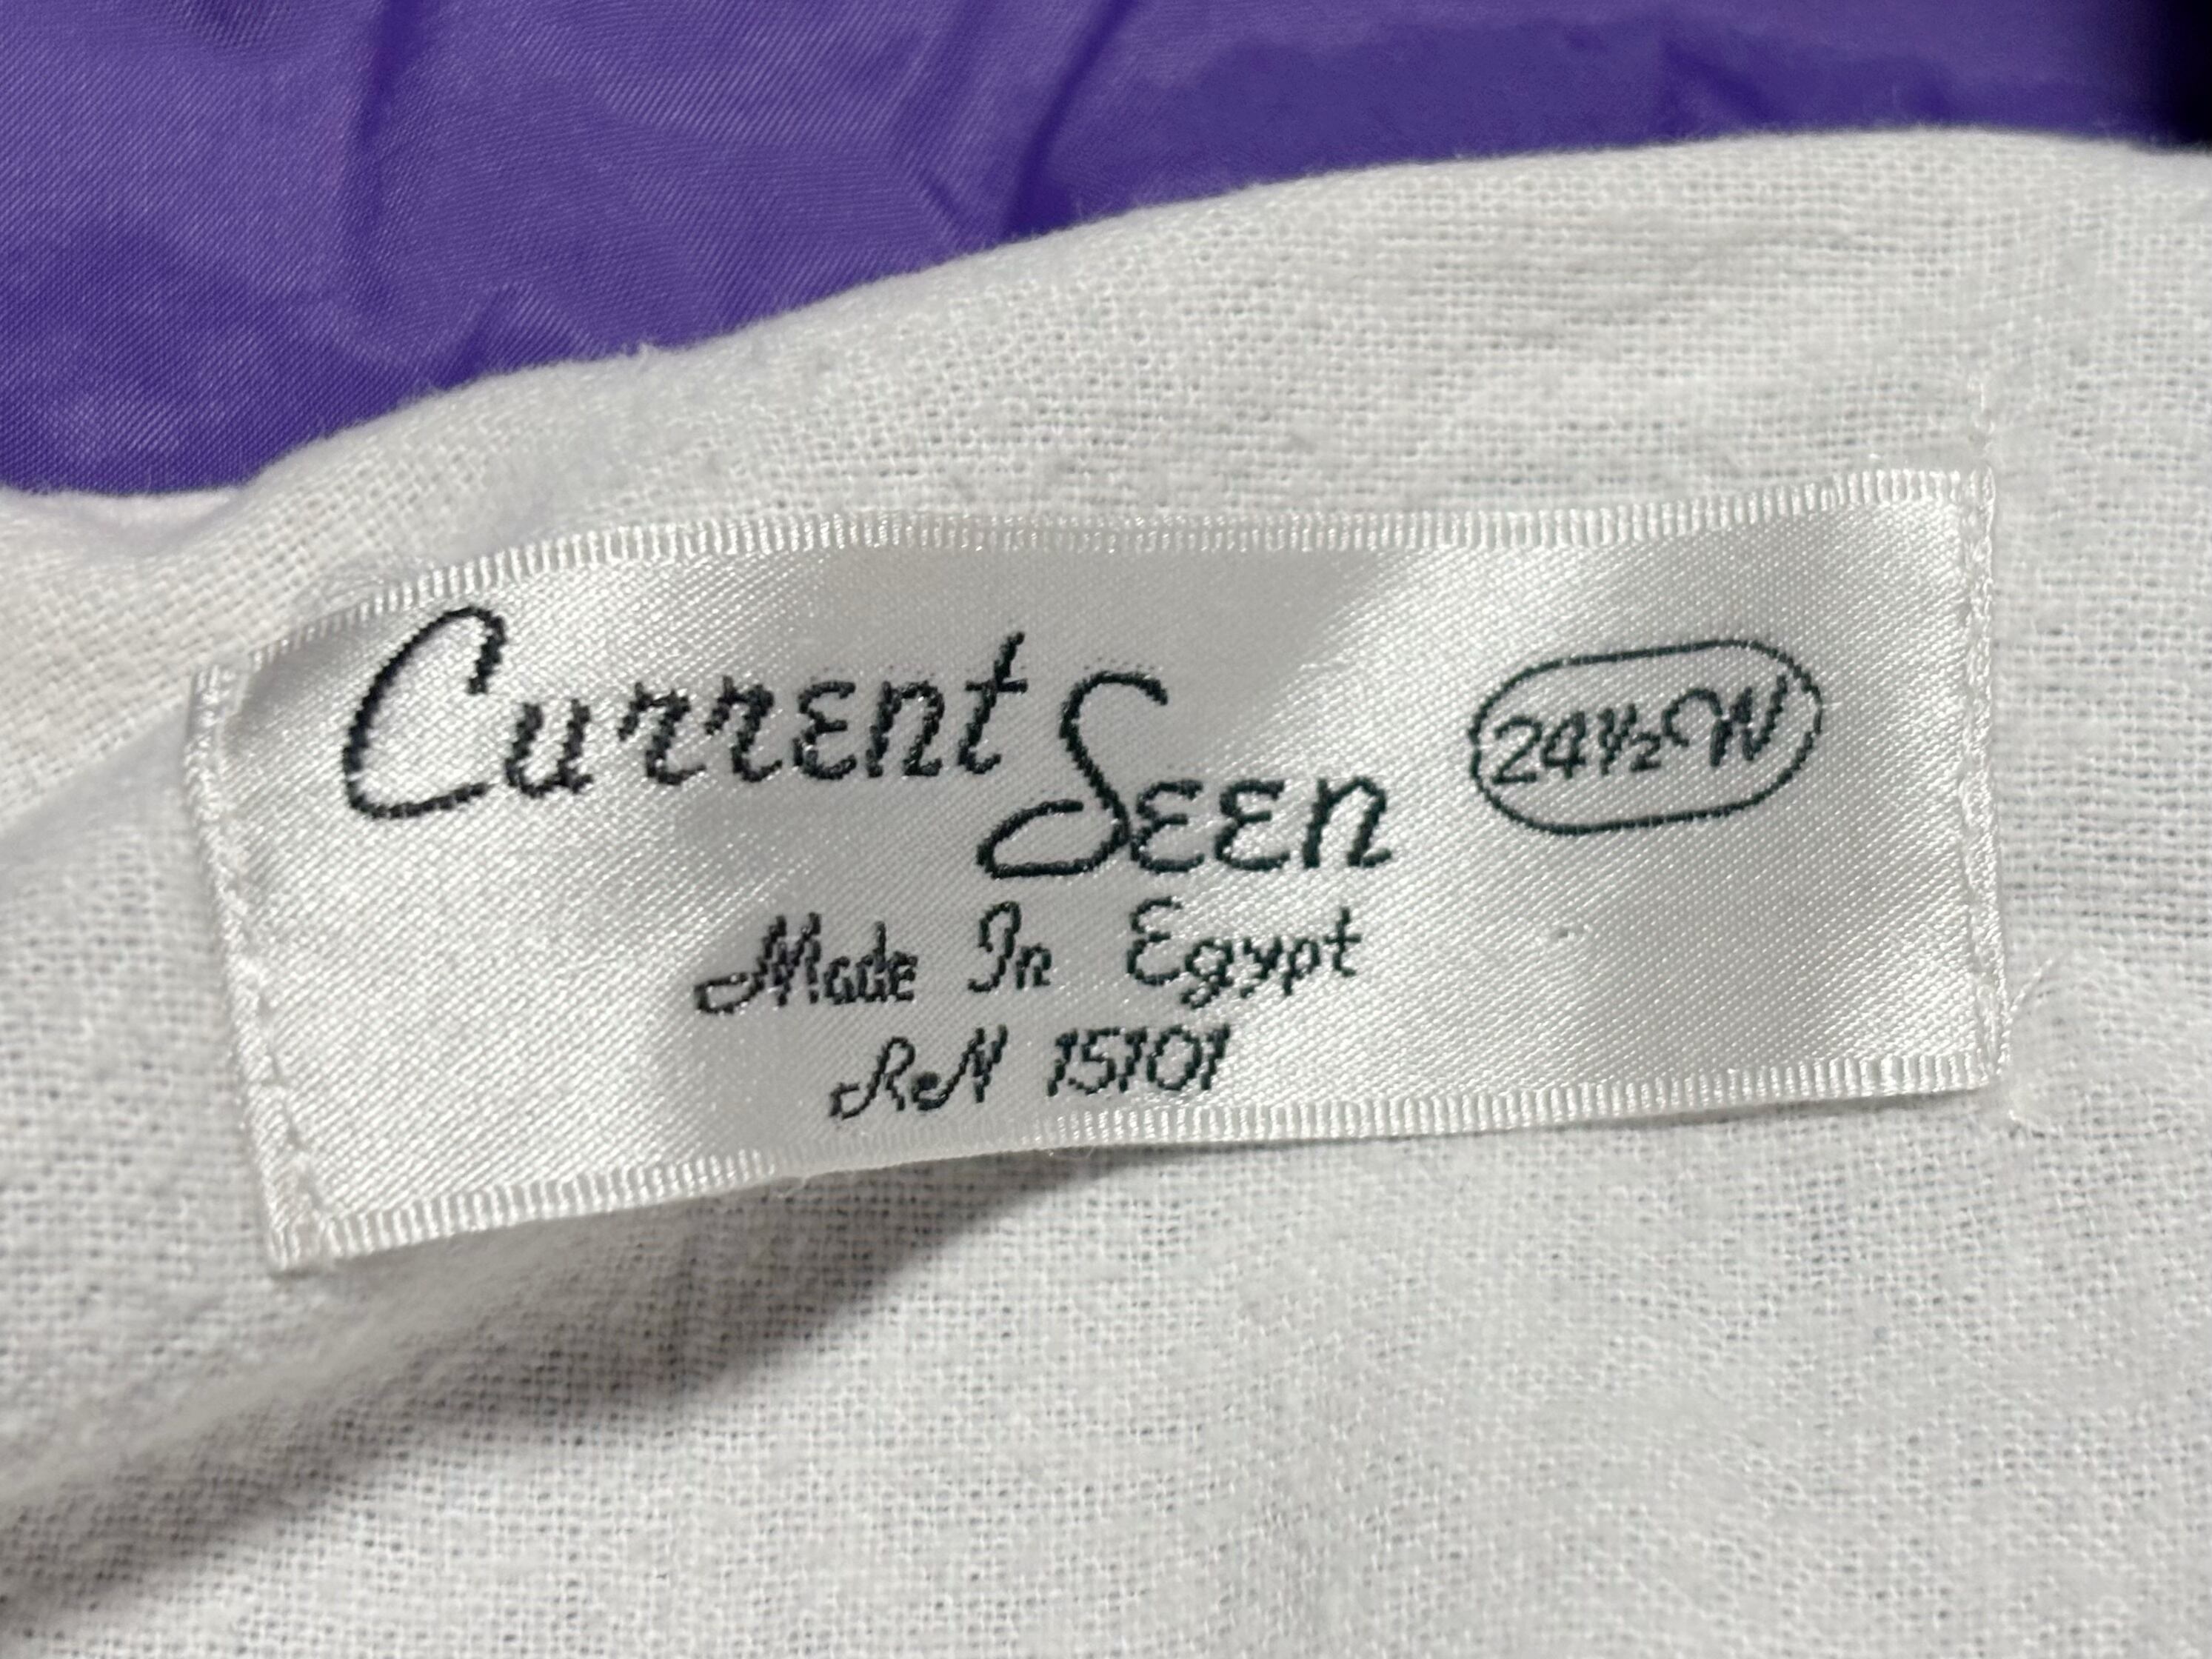 Current Seen
24½W
Made In Egypt
RN 15101